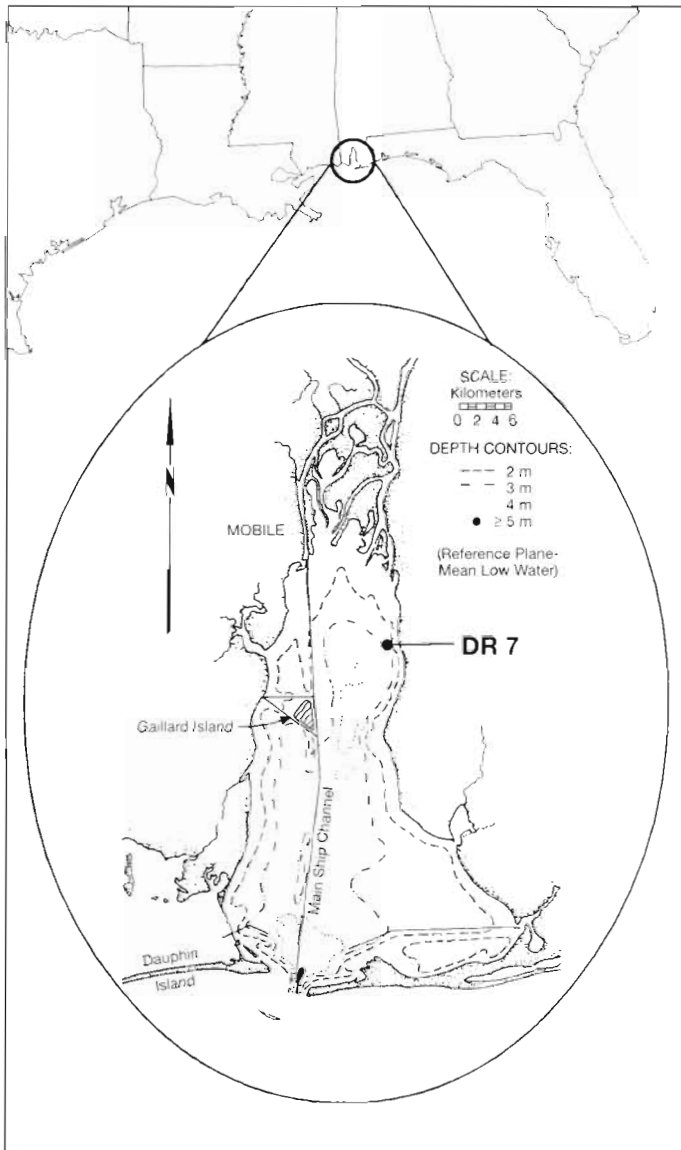 SCALE:
Kilometers
0 2 4 6
DEPTH CONTOURS:
2 m
3 m
4 m
≥ 5 m
(Reference Plane-
Mean Low Water)
N
MOBILE
DR 7
Gaillard Island
Main Ship Channel
Dauphin
Island